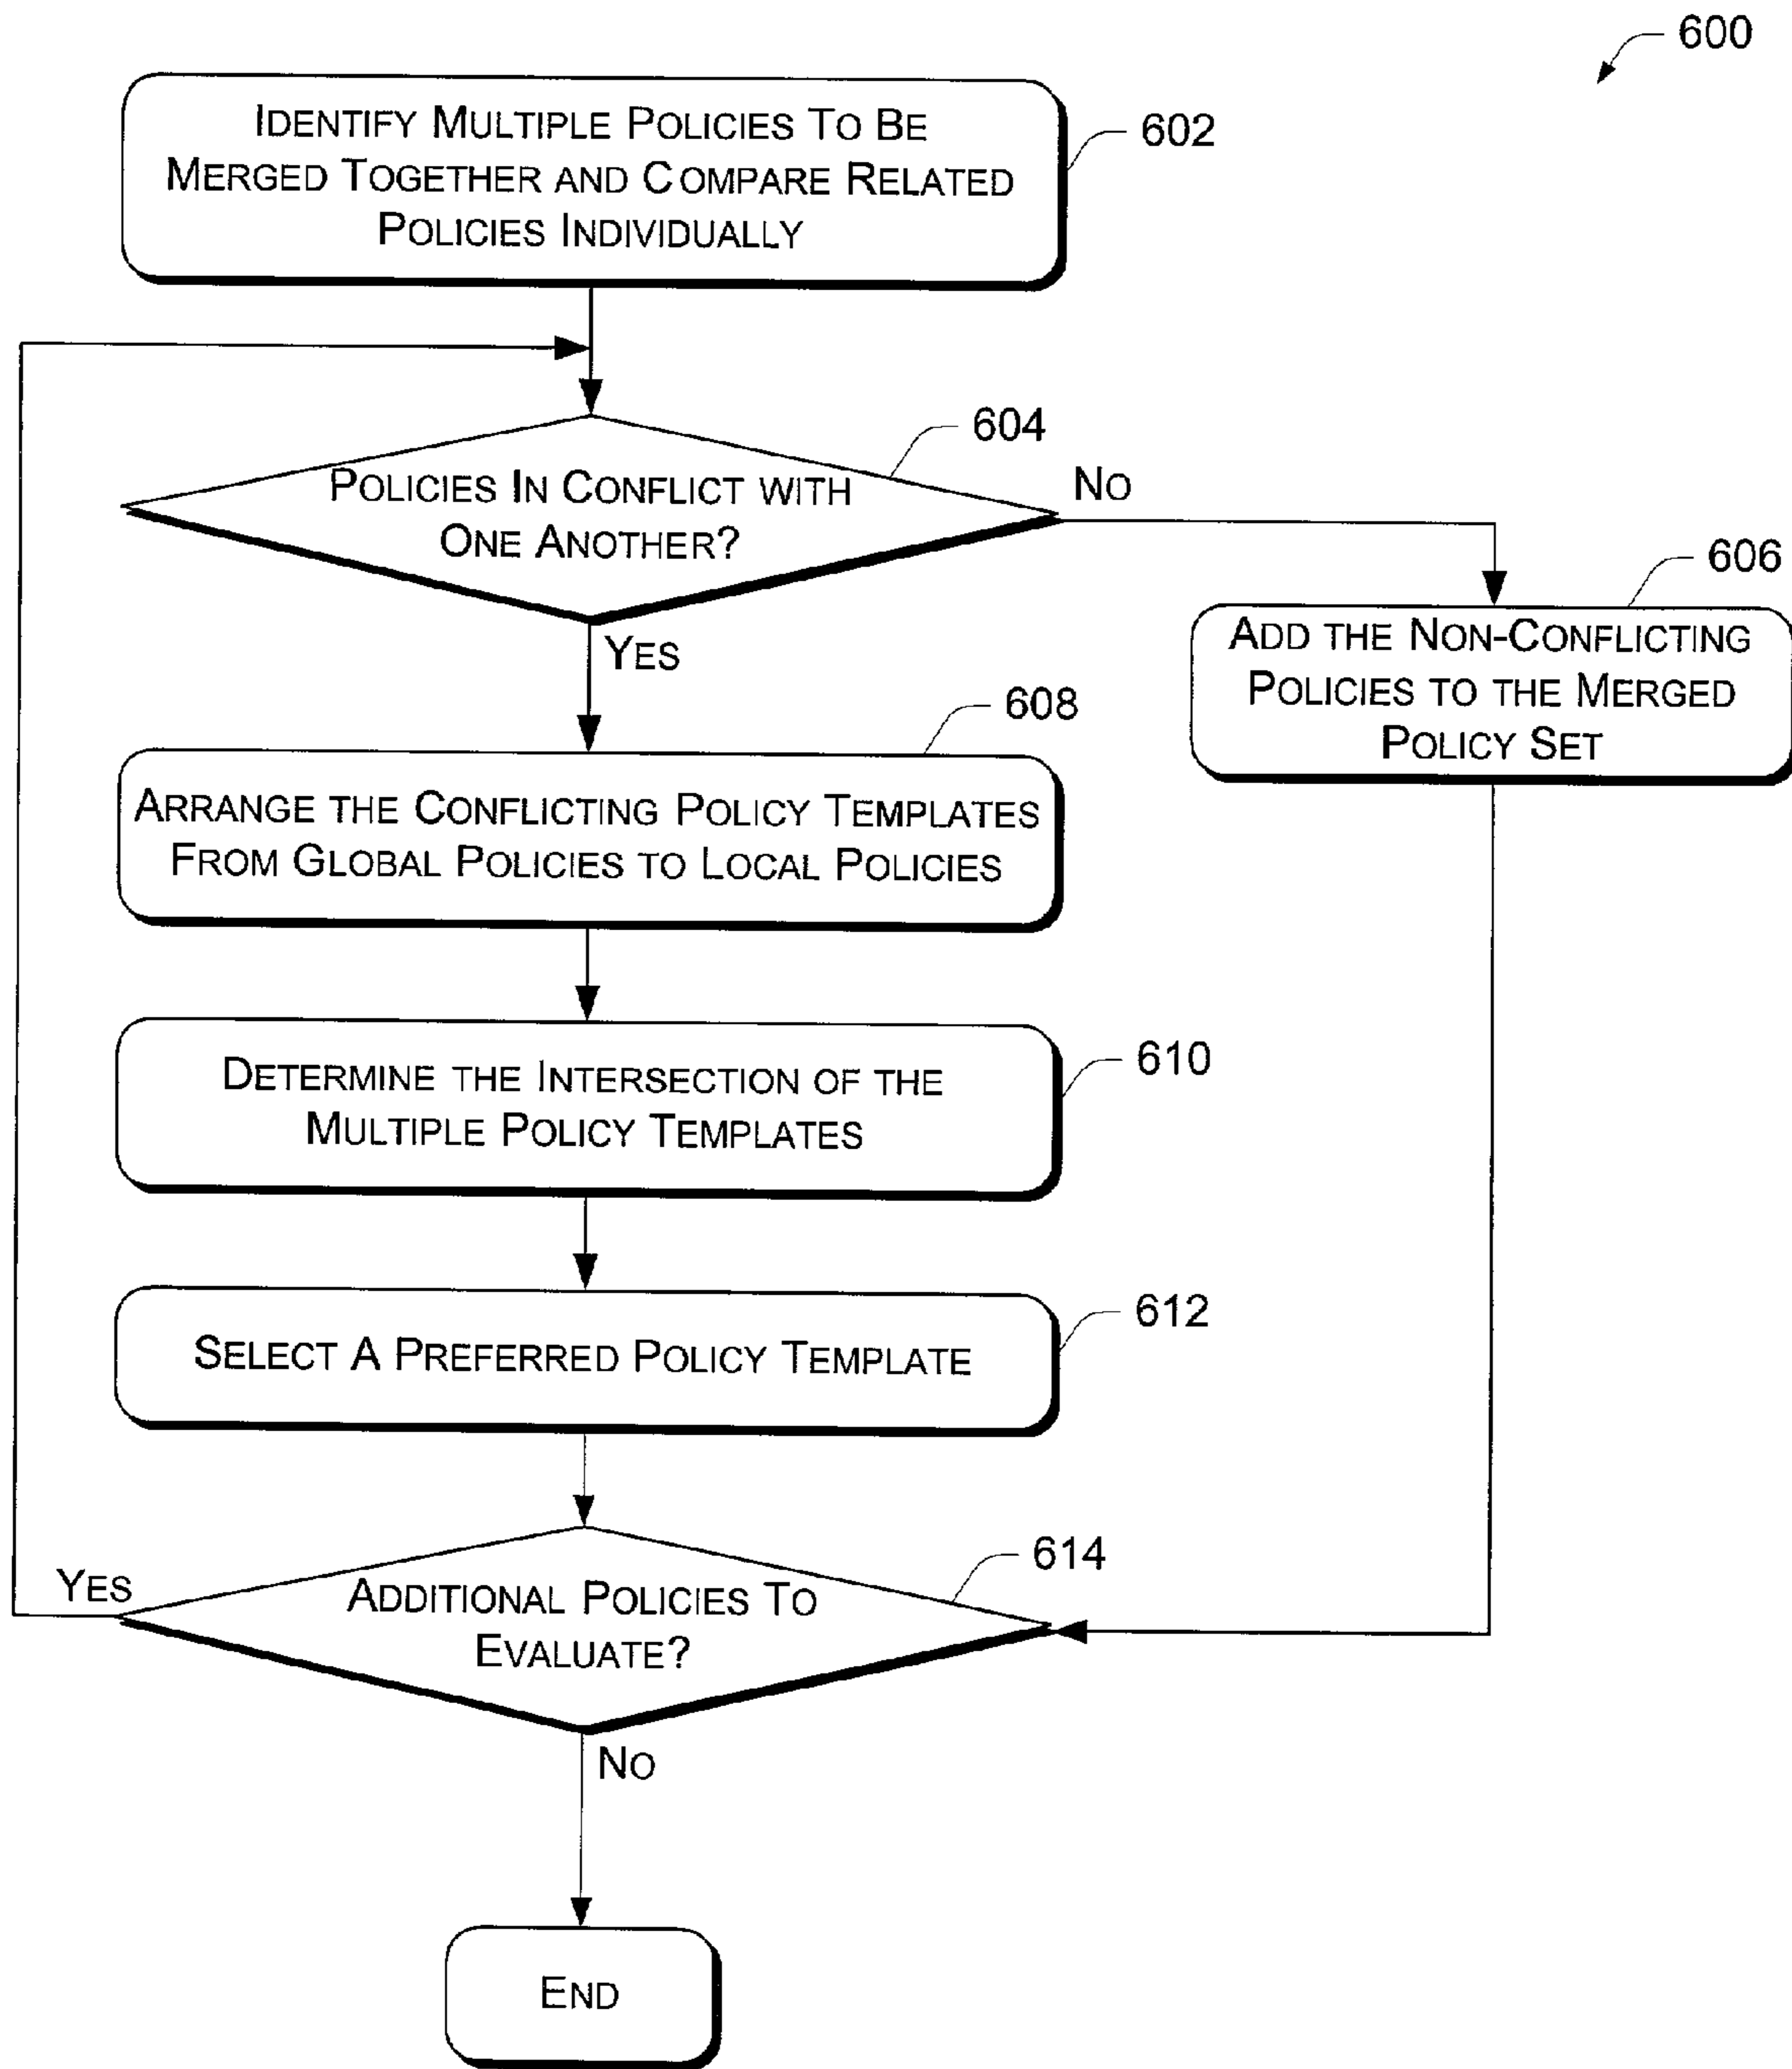 600
IDENTIFY MULTIPLE POLICIES TO BE
MERGED TOGETHER AND COMPARE RELATED
POLICIES INDIVIDUALLY
602
POLICIES IN CONFLICT WITH
ONE ANOTHER?
604
NO
YES
606
ADD THE NON-CONFLICTING
POLICIES TO THE MERGED
POLICY SET
608
ARRANGE THE CONFLICTING POLICY TEMPLATES
FROM GLOBAL POLICIES TO LOCAL POLICIES
610
DETERMINE THE INTERSECTION OF THE
MULTIPLE POLICY TEMPLATES
612
SELECT A PREFERRED POLICY TEMPLATE
614
YES
ADDITIONAL POLICIES TO
EVALUATE?
NO
END